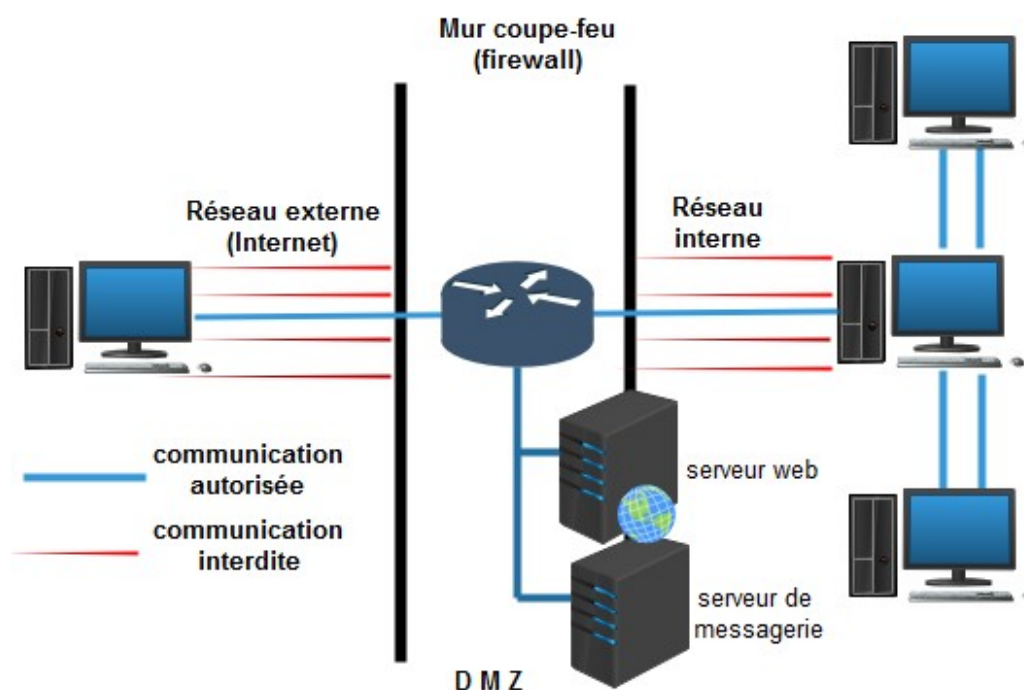 Mur coupe-feu
(firewall)
Réseau externe
(Internet)
Réseau
interne
communication
autorisée
communication
interdite
serveur web
serveur de
messagerie
D M Z